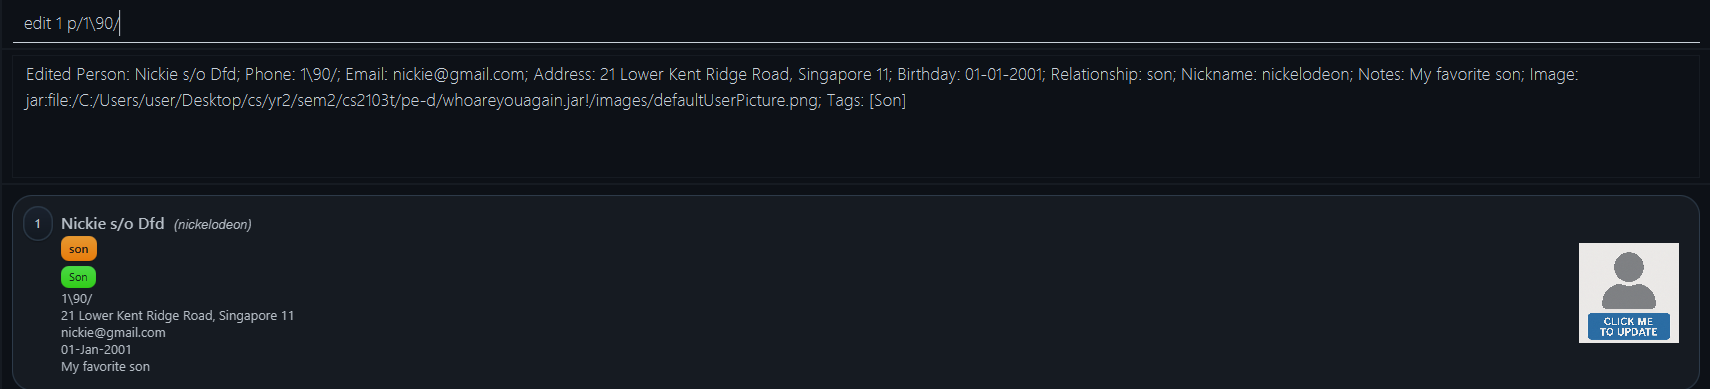 edit 1 p/1\90/
Edited Person: Nickie s/o Dfd; Phone: 1\90/; Email: nickie@gmail.com; Address: 21 Lower Kent Ridge Road, Singapore 11; Birthday: 01-01-2001; Relationship: son; Nickname: nickelodeon; Notes: My favorite son; Image:
jar:file:/C:/Users/user/Desktop/cs/yr2/sem2/cs2103t/pe-d/whoareyouagain.jar!/images/defaultUserPicture.png; Tags: [Son]
1 Nickie s/o Dfd (nickelodeon)
son
Son
1\90/
21 Lower Kent Ridge Road, Singapore 11
nickie@gmail.com
01-Jan-2001
My favorite son
CLICK ME
TO UPDATE